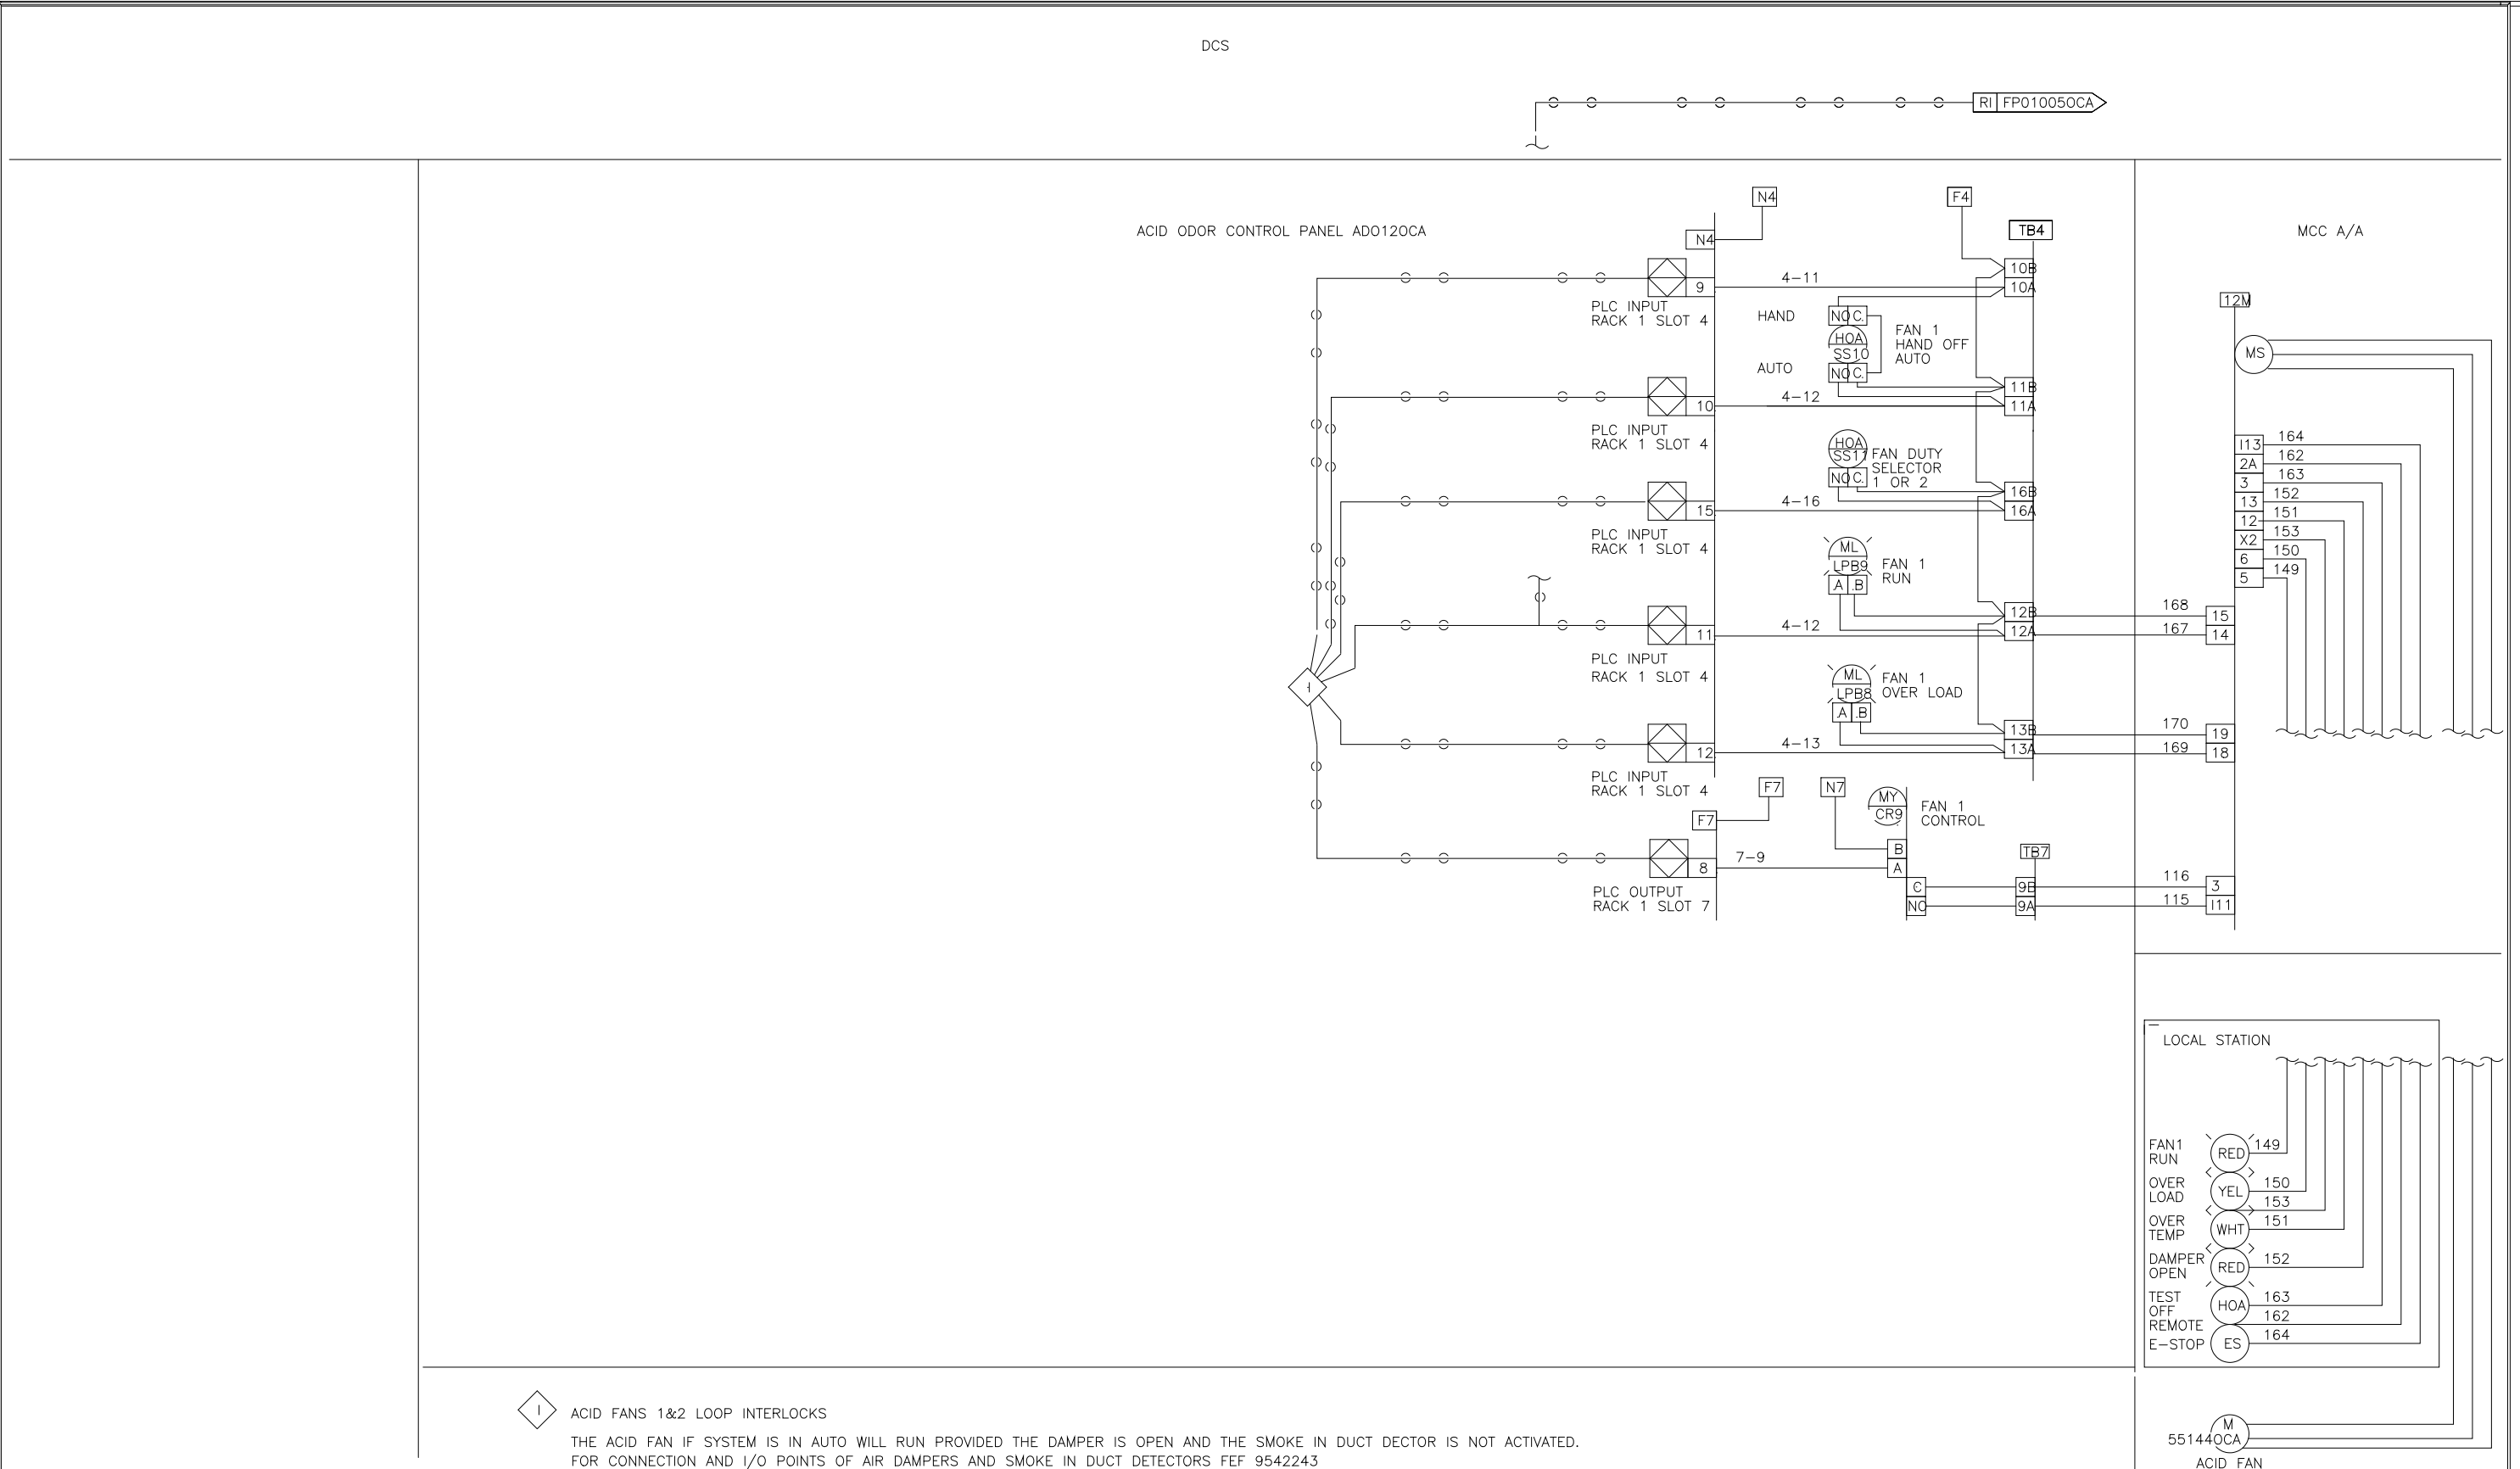 DCS
RI FP010050CA
N4
F4
ACID ODOR CONTROL PANEL AD0120CA
N4
TB4
MCC A/A
10B
4-11
9
10A
PLC INPUT
RACK 1 SLOT 4
HAND
NO C.
HOA
SS10
FAN 1
HAND OFF
AUTO
AUTO
NO C.
12M
MS
11B
4-12
10
11A
PLC INPUT
RACK 1 SLOT 4
HOA
SS11
FAN DUTY
SELECTOR
1 OR 2
NO C.
16B
4-16
15
16A
PLC INPUT
RACK 1 SLOT 4
I13 164
2A 162
3 163
13 152
12 151
X2 153
6 150
5 149
ML
LPB9
FAN 1
RUN
A B
12B 168 15
4-12
11
12A 167 14
PLC INPUT
RACK 1 SLOT 4
I
ML
LPB8
FAN 1
OVER LOAD
.A .B
13B 170 19
4-13
12
13A 169 18
PLC INPUT
RACK 1 SLOT 4
F7
N7
MY
CR9
FAN 1
CONTROL
F7
B
TB7
7-9
8
A
PLC OUTPUT
RACK 1 SLOT 7
C 9B 116 3
NO 9A 115 I11
LOCAL STATION
FAN1
RUN
RED 149
OVER
LOAD
YEL 150
153
OVER
TEMP
WHT 151
DAMPER
OPEN
RED 152
TEST
OFF
REMOTE
HOA 163
162
E-STOP ES 164
I
ACID FANS 1&2 LOOP INTERLOCKS
THE ACID FAN IF SYSTEM IS IN AUTO WILL RUN PROVIDED THE DAMPER IS OPEN AND THE SMOKE IN DUCT DECTOR IS NOT ACTIVATED.
FOR CONNECTION AND I/O POINTS OF AIR DAMPERS AND SMOKE IN DUCT DETECTORS FEF 9542243
M
551440CA
ACID FAN